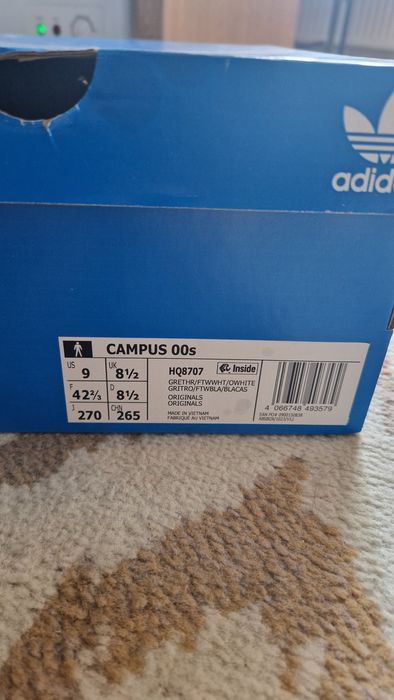 adidas
CAMPUS 00s
US 9 UK 8½
F 42⅔ D 8½
J 270 CHN 265
HQ8707 Inside
GRETHR/FTWWHT/OWHITE
GRITRO/FTWBLA/BLACAS
ORIGINALS
ORIGINALS
MADE IN VIETNAM
FABRIQUE AU VIETNAM
4 066748 493579